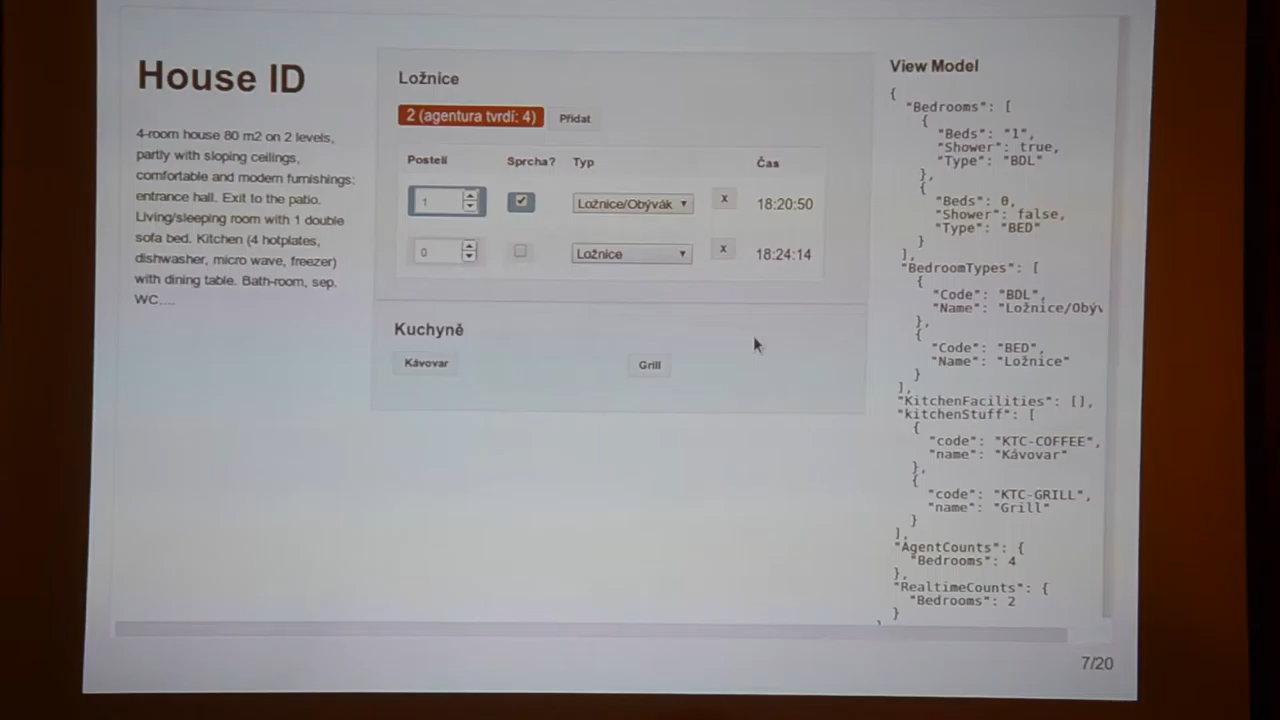 House ID
4-room house 80 m2 on 2 levels,
partly with sloping ceilings,
comfortable and modern furnishings:
entrance hall. Exit to the patio.
Living/sleeping room with 1 double
sofa bed. Kitchen (4 hotplates,
dishwasher, micro wave, freezer)
with dining table. Bath-room, sep.
WC....
Ložnice
2 (agentura tvrdí: 4) Přidat
Postelí Sprcha? Typ Čas
1 Ložnice/Obývák x 18:20:50
0 Ložnice x 18:24:14
Kuchyně
Kávovar Grill
View Model
{
"Bedrooms": [
{
"Beds": "1",
"Shower": true,
"Type": "BDL"
},
{
"Beds": 0,
"Shower": false,
"Type": "BED"
}
],
"BedroomTypes": [
{
"Code": "BDL",
"Name": "Ložnice/Obýv
},
{
"Code": "BED",
"Name": "Ložnice"
}
],
"KitchenFacilities": [],
"kitchenStuff": [
{
"code": "KTC-COFFEE",
"name": "Kávovar"
},
{
"code": "KTC-GRILL",
"name": "Grill"
}
],
"AgentCounts": {
"Bedrooms": 4
},
"RealtimeCounts": {
"Bedrooms": 2
}
7/20